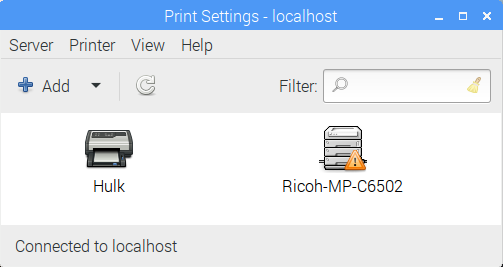 Print Settings - localhost
Server Printer View Help
Add Filter:
Hulk Ricoh-MP-C6502
Connected to localhost